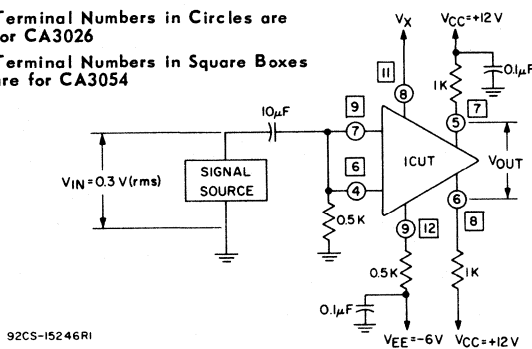 Terminal Numbers in Circles are
or CA3026
Terminal Numbers in Square Boxes
are for CA3054
VX
VCC=+12V
11
8
0.1µF
1K
10µF
9
7
7
5
VIN=0.3V(rms)
SIGNAL
SOURCE
6
4
ICUT
VOUT
6
8
0.5K
9
12
0.5K
1K
0.1µF
92CS-15246R1
VEE=-6V
VCC=+12V